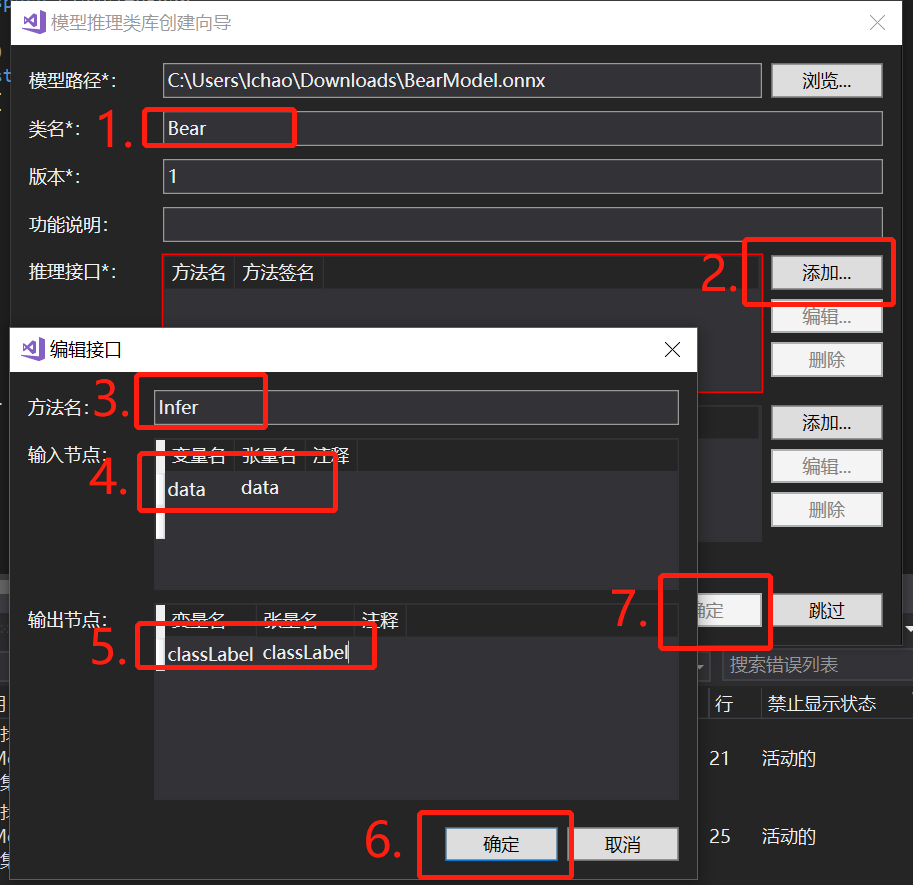 模型推理类库创建向导
模型路径*: C:\Users\lchao\Downloads\BearModel.onnx 浏览...
类名*: 1. Bear
版本*: 1
功能说明:
推理接口*: 方法名 方法签名 2. 添加...
编辑...
删除
编辑接口
方法名: 3. Infer
添加...
输入节点: 变量名 张量名 注释
编辑...
4. data data
删除
输出节点: 变量名 张量名 注释
7. 确定 跳过
5. classLabel classLabel
搜索错误列表
行 禁止显示状态
21 活动的
25 活动的
6. 确定 取消